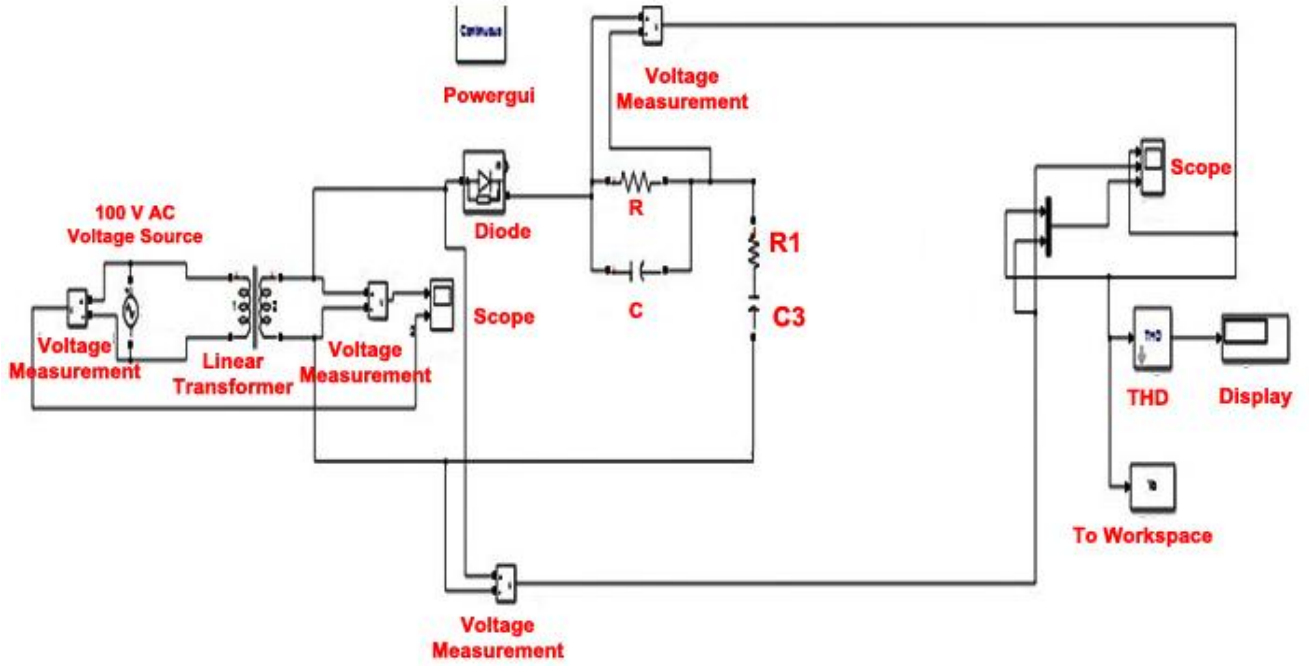 Continuous
Powergui
Voltage
Measurement
Scope
Diode
R
C
R1
C3
100 V AC
Voltage Source
Voltage
Measurement
Linear
Transformer
Voltage
Measurement
Scope
THD
THD
Display
To Workspace
Voltage
Measurement